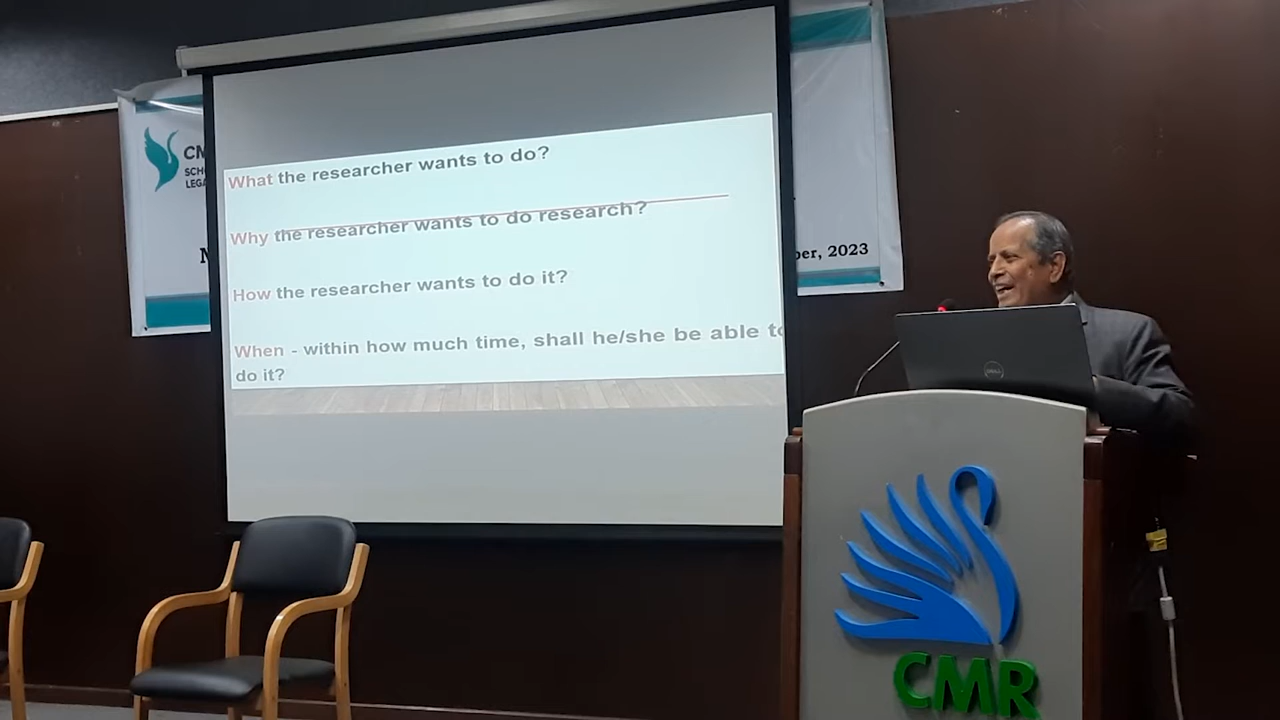 What the researcher wants to do?
Why the researcher wants to do research?
How the researcher wants to do it?
When - within how much time, shall he/she be able to
do it?
, 2023
DELL
CMR